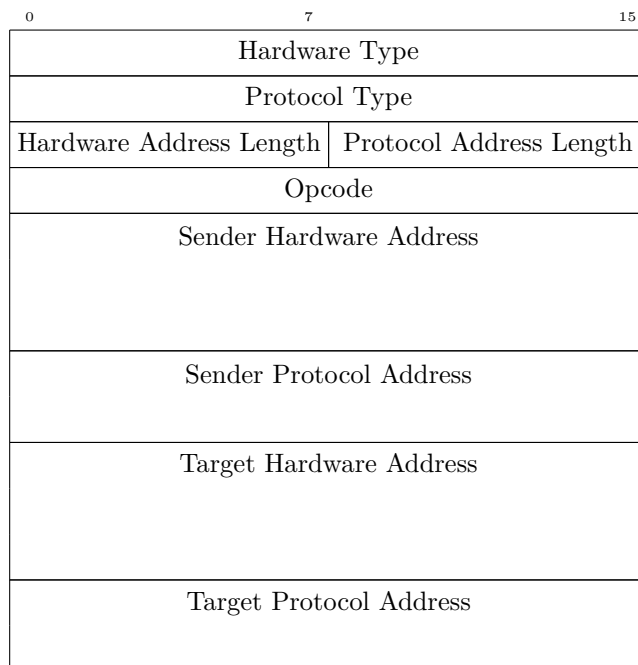 0 7 15
Hardware Type
Protocol Type
Hardware Address Length Protocol Address Length
Opcode
Sender Hardware Address
Sender Protocol Address
Target Hardware Address
Target Protocol Address